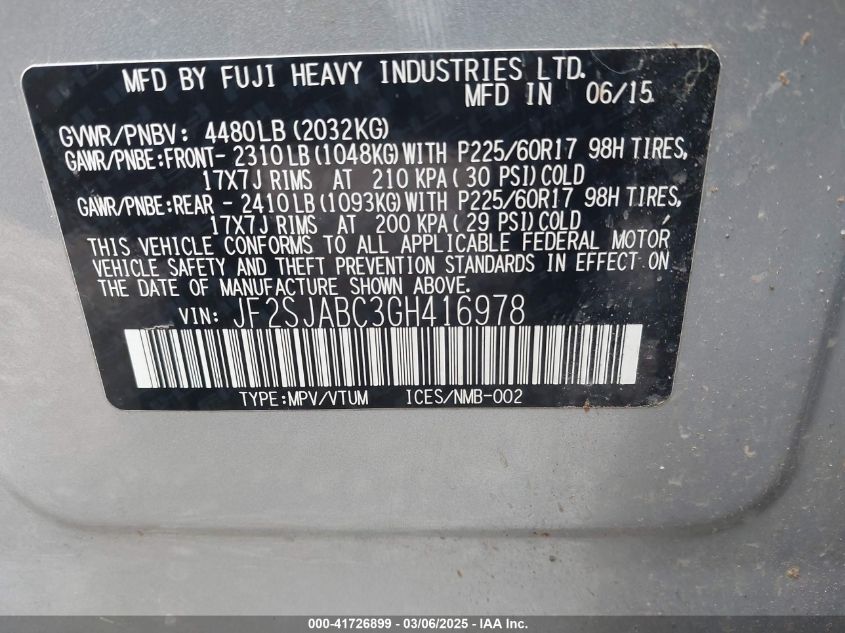 MFD BY FUJI HEAVY INDUSTRIES LTD.
MFD IN 06/15
GVWR/PNBV: 4480LB (2032KG)
GAWR/PNBE:FRONT- 2310LB(1048KG)WITH P225/60R17 98H TIRES,
17X7J RIMS AT 210 KPA( 30 PSI)COLD
GAWR/PNBE:REAR - 2410LB(1093KG)WITH P225/60R17 98H TIRES,
17X7J RIMS AT 200 KPA( 29 PSI)COLD
THIS VEHICLE CONFORMS TO ALL APPLICABLE FEDERAL MOTOR
VEHICLE SAFETY AND THEFT PREVENTION STANDARDS IN EFFECT ON
THE DATE OF MANUFACTURE SHOWN ABOVE.
VIN: JF2SJABC3GH416978
TYPE:MPV/VTUM ICES/NMB-002
000-41726899 - 03/06/2025 - IAA Inc.